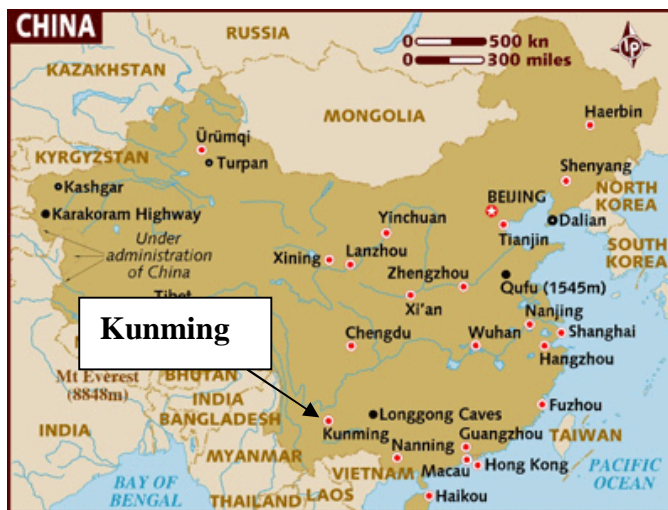 CHINA
RUSSIA
0 500 kn
0 300 miles
lp
KAZAKHSTAN
MONGOLIA
Haerbin
Ürümqi
Turpan
KYRGYZSTAN
Shenyang
Kashgar
BEIJING
NORTH
KOREA
Karakoram Highway
Yinchuan
Dalian
Tianjin
Under
administration
of China
SOUTH
KOREA
Xining
Lanzhou
Zhengzhou
Qufu (1545m)
Tibet
Xi'an
Nanjing
Kunming
Chengdu
Wuhan
Shanghai
Hangzhou
BHUTAN
Mt Everest
(8848m)
INDIA
BANGLADESH
Longgong Caves
Fuzhou
Kunming
Guangzhou
TAIWAN
INDIA
Nanning
MYANMAR
VIETNAM
Macau
Hong Kong
PACIFIC
OCEAN
BAY OF
BENGAL
LAOS
THAILAND
Haikou